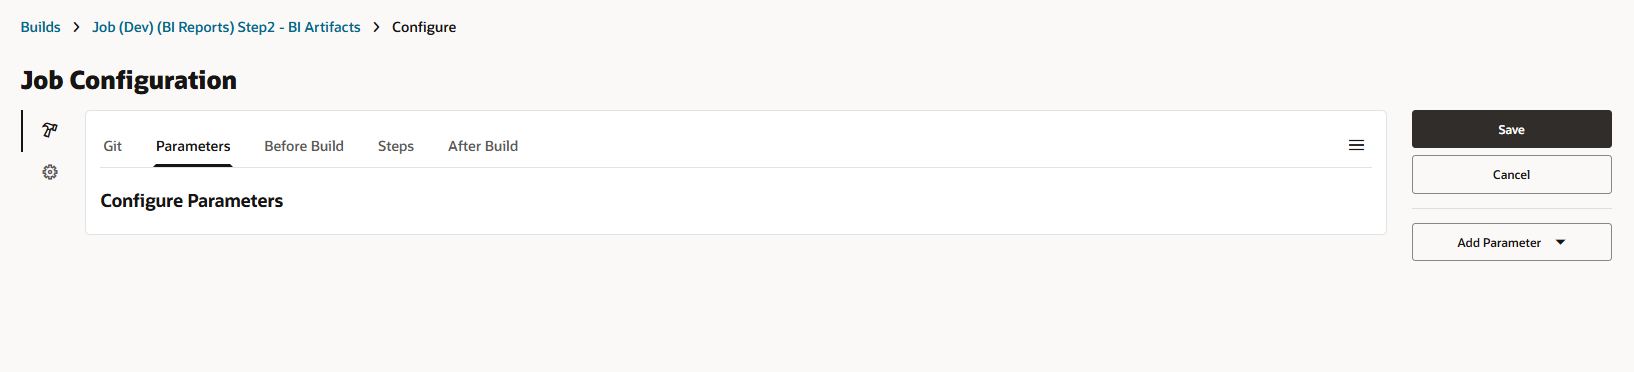 Builds > Job (Dev) (BI Reports) Step2 - BI Artifacts > Configure
Job Configuration
Git Parameters Before Build Steps After Build
Configure Parameters
Save
Cancel
Add Parameter